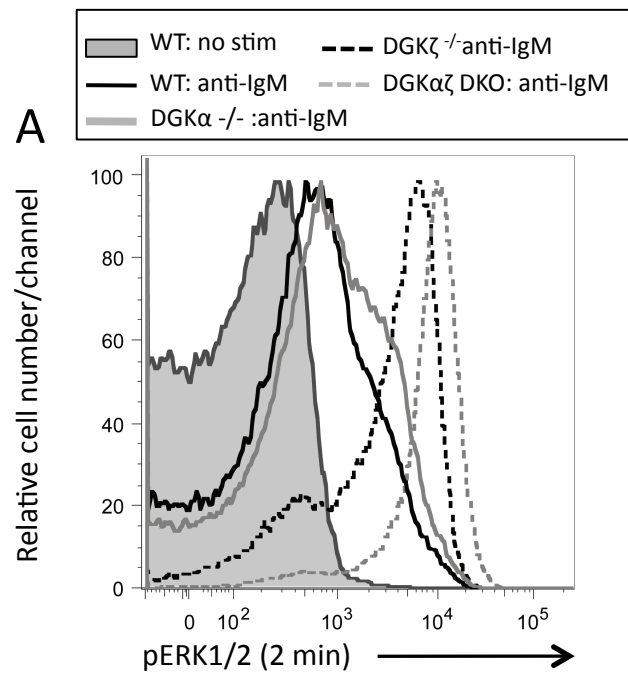 WT: no stim
DGKζ -/- anti-IgM
WT: anti-IgM
DGKαζ DKO: anti-IgM
DGKα -/- :anti-IgM
A
Relative cell number/channel
100
80
60
40
20
0
0 10² 10³ 10⁴ 10⁵
pERK1/2 (2 min)